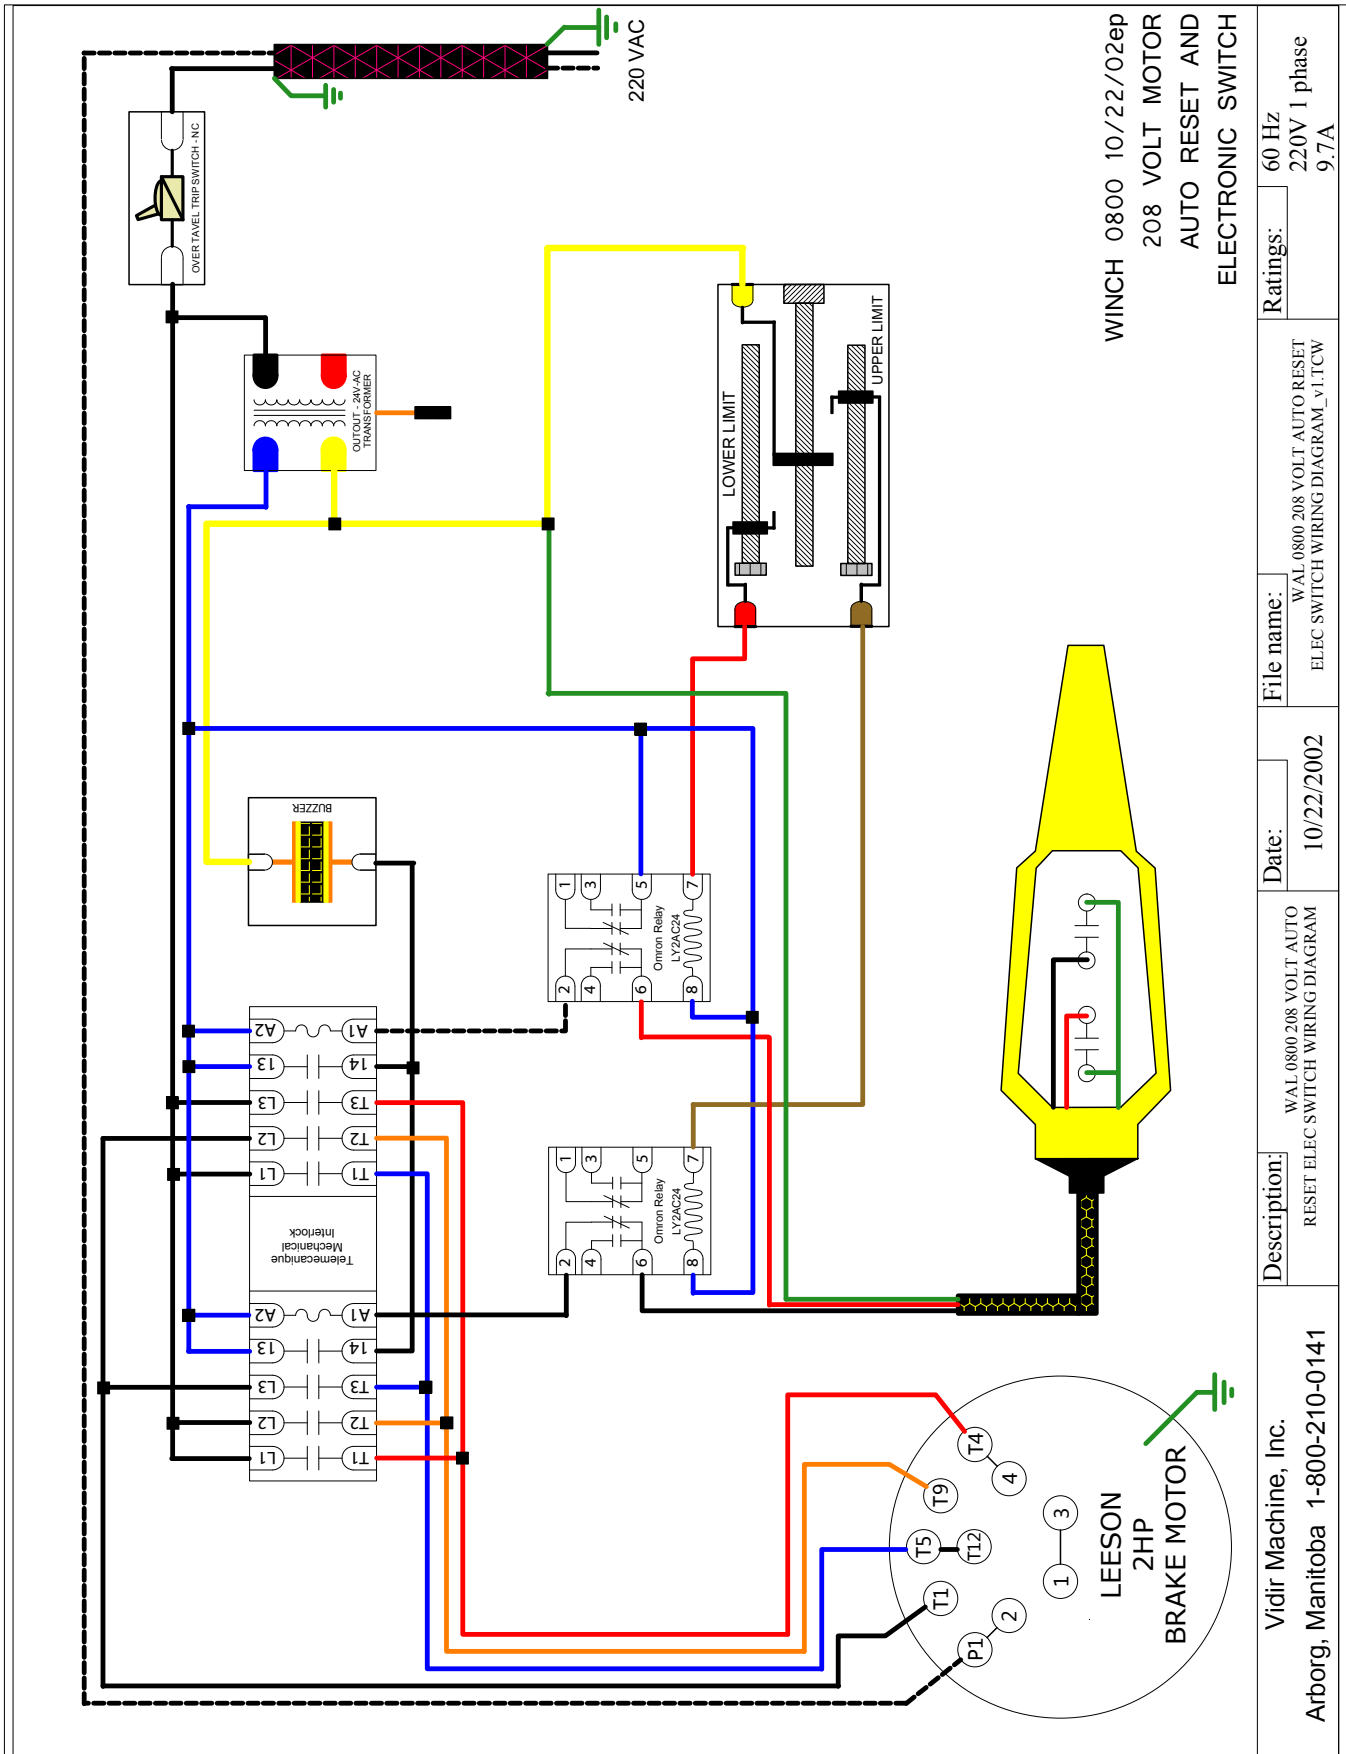 WINCH 0800 10/22/02ep
208 VOLT MOTOR
AUTO RESET AND
ELECTRONIC SWITCH
220 VAC
OVER TAVEL TRIP SWITCH - NC
OUTOUT - 24V-AC
TRANSFORMER
BUZZER
LOWER LIMIT
UPPER LIMIT
L1 L2 L3 13 A2
T1 T2 T3 14 A1
Telemecanique
Mechanical
Interlock
L1 L2 L3 13 A2
T1 T2 T3 14 A1
2 1
4 3
6 5
8 7
Omron Relay
LY2AC24
2 1
4 3
6 5
8 7
Omron Relay
LY2AC24
P1 T1 T5 T9 T4
2 T12 4
1 3
LEESON
2HP
BRAKE MOTOR
Vidir Machine, Inc.
Arborg, Manitoba 1-800-210-0141
Description:
WAL 0800 208 VOLT AUTO
RESET ELEC SWITCH WIRING DIAGRAM
Date:
10/22/2002
File name:
WAL 0800 208 VOLT AUTO RESET
ELEC SWITCH WIRING DIAGRAM_v1.TCW
Ratings:
60 Hz
220V 1 phase
9.7A